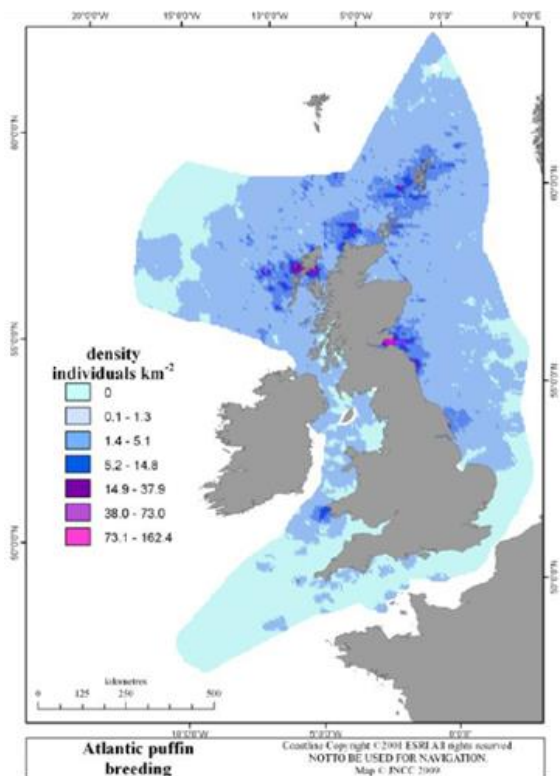 20°0'0"W 15°0'0"W 10°0'0"W 5°0'0"W 0°0'0" 5°0'0"E
60°0'0"N 60°0'0"N
55°0'0"N 55°0'0"N
density
individuals km⁻²
0
0.1 - 1.3
1.4 - 5.1
5.2 - 14.8
14.9 - 37.9
38.0 - 73.0
73.1 - 162.4
50°0'0"N 50°0'0"N
kilometres
0 125 250 500
10°0'0"W 5°0'0"W 0°0'0"
Atlantic puffin
breeding
Coastline Copyright ©2001 ESRI All rights reserved
NOT TO BE USED FOR NAVIGATION.
Map © JNCC 2009